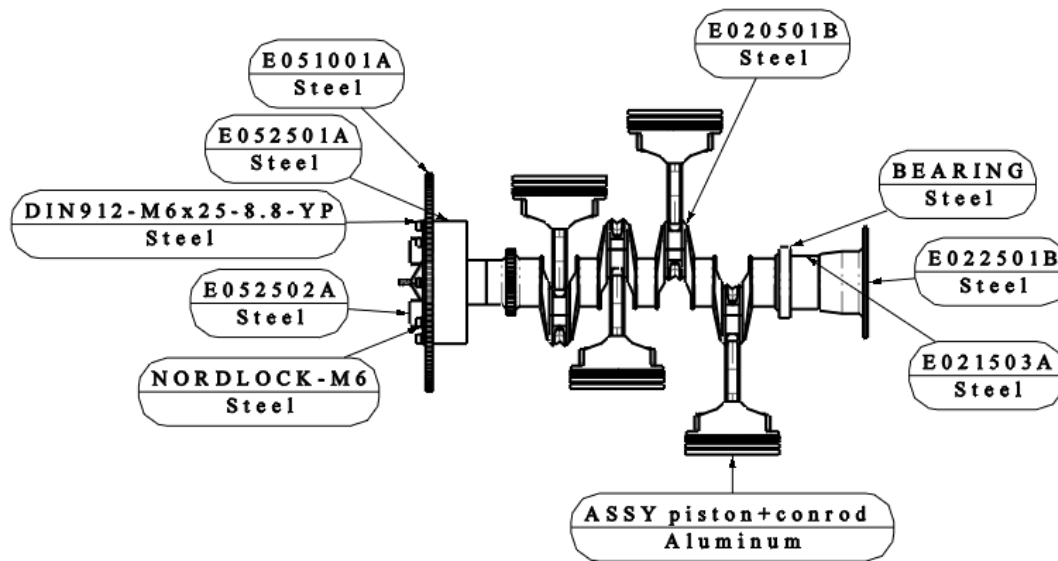 E020501B
Steel
E051001A
Steel
E052501A
Steel
BEARING
Steel
DIN912-M6x25-8.8-YP
Steel
E022501B
Steel
E052502A
Steel
E021503A
Steel
NORDLOCK-M6
Steel
ASSY piston+conrod
Aluminum